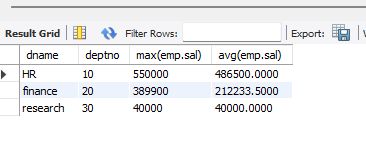 Result Grid Filter Rows: Export:
dname deptno max(emp.sal) avg(emp.sal)
HR 10 550000 486500.0000
finance 20 389900 212233.5000
research 30 40000 40000.0000